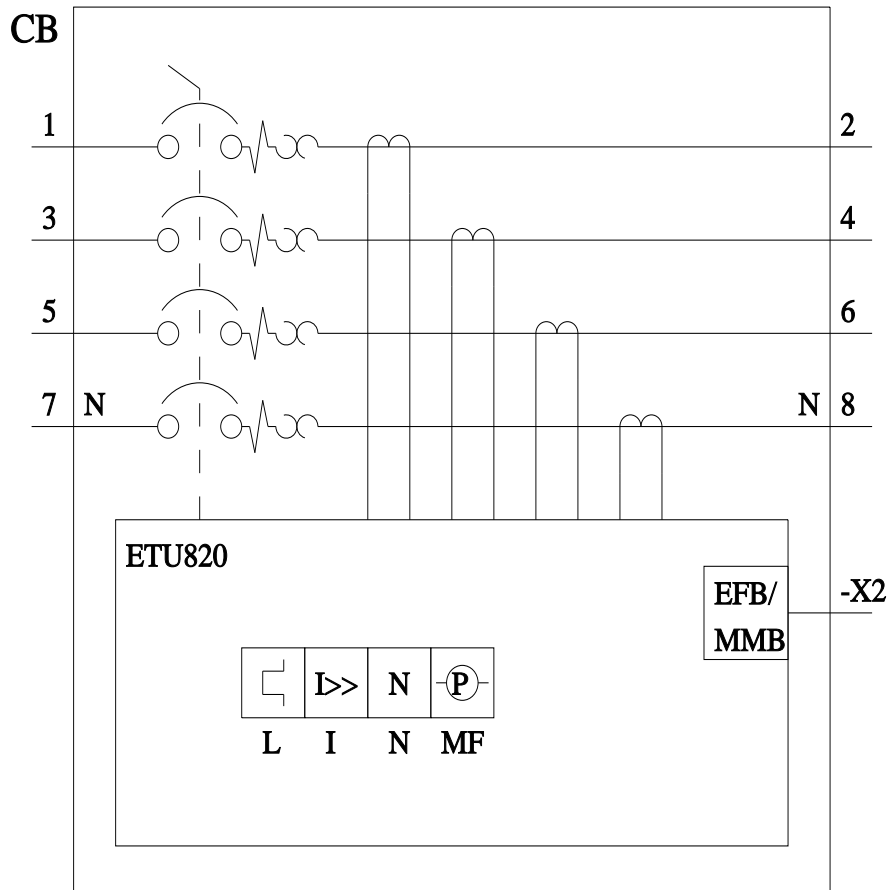 CB
1 2
3 4
5 6
7 N N 8
ETU820
EFB/ -X2
MMB
I>> N P
L I N MF